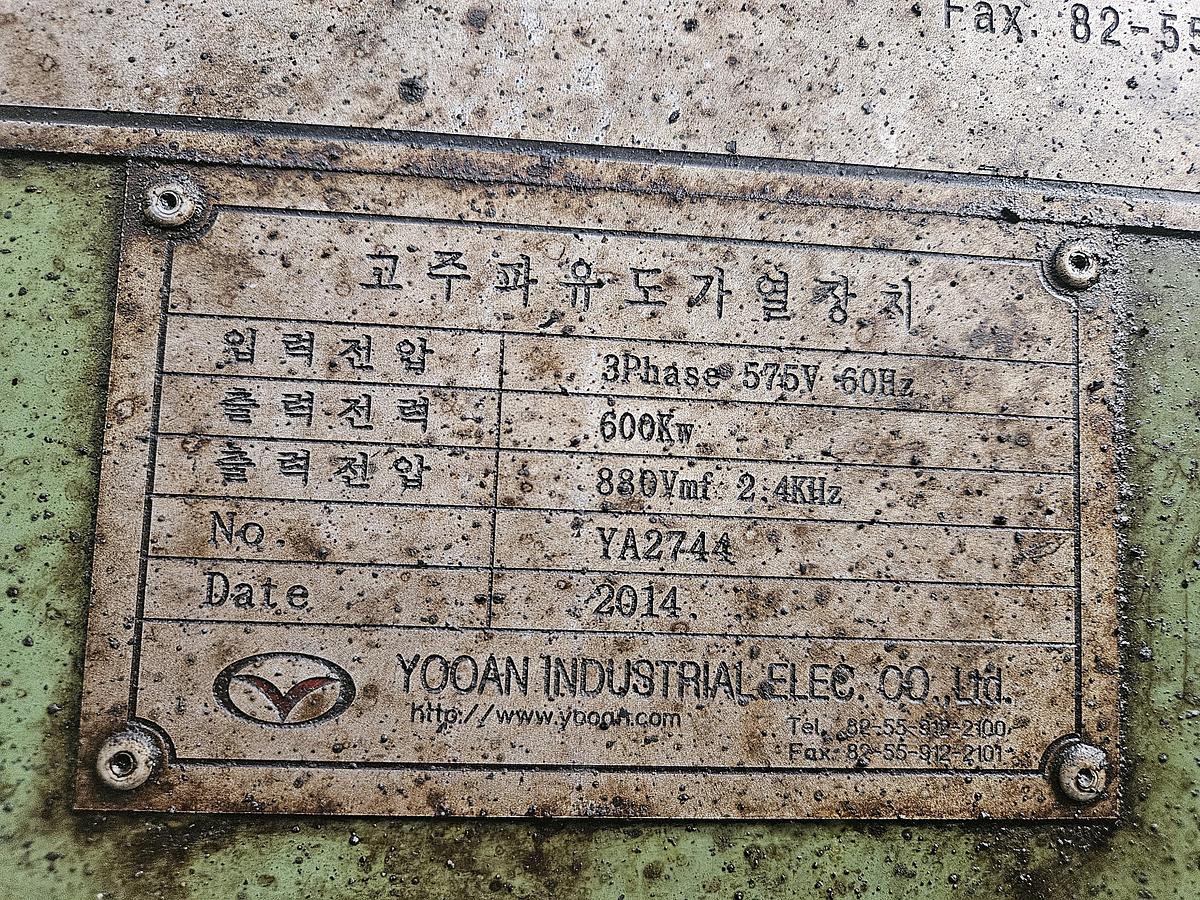 Fax. 82-55
고주파유도가열장치
입력전압 3Phase 575V 60Hz
출력전력 600Kw
출력전압 880Vmf 2.4KHz
No. YA2744
Date 2014.
YOOAN INDUSTRIAL ELEC. CO.,Ltd.
http://www.yooan.com
Tel. 82-55-912-2100
Fax 82-55-912-2101